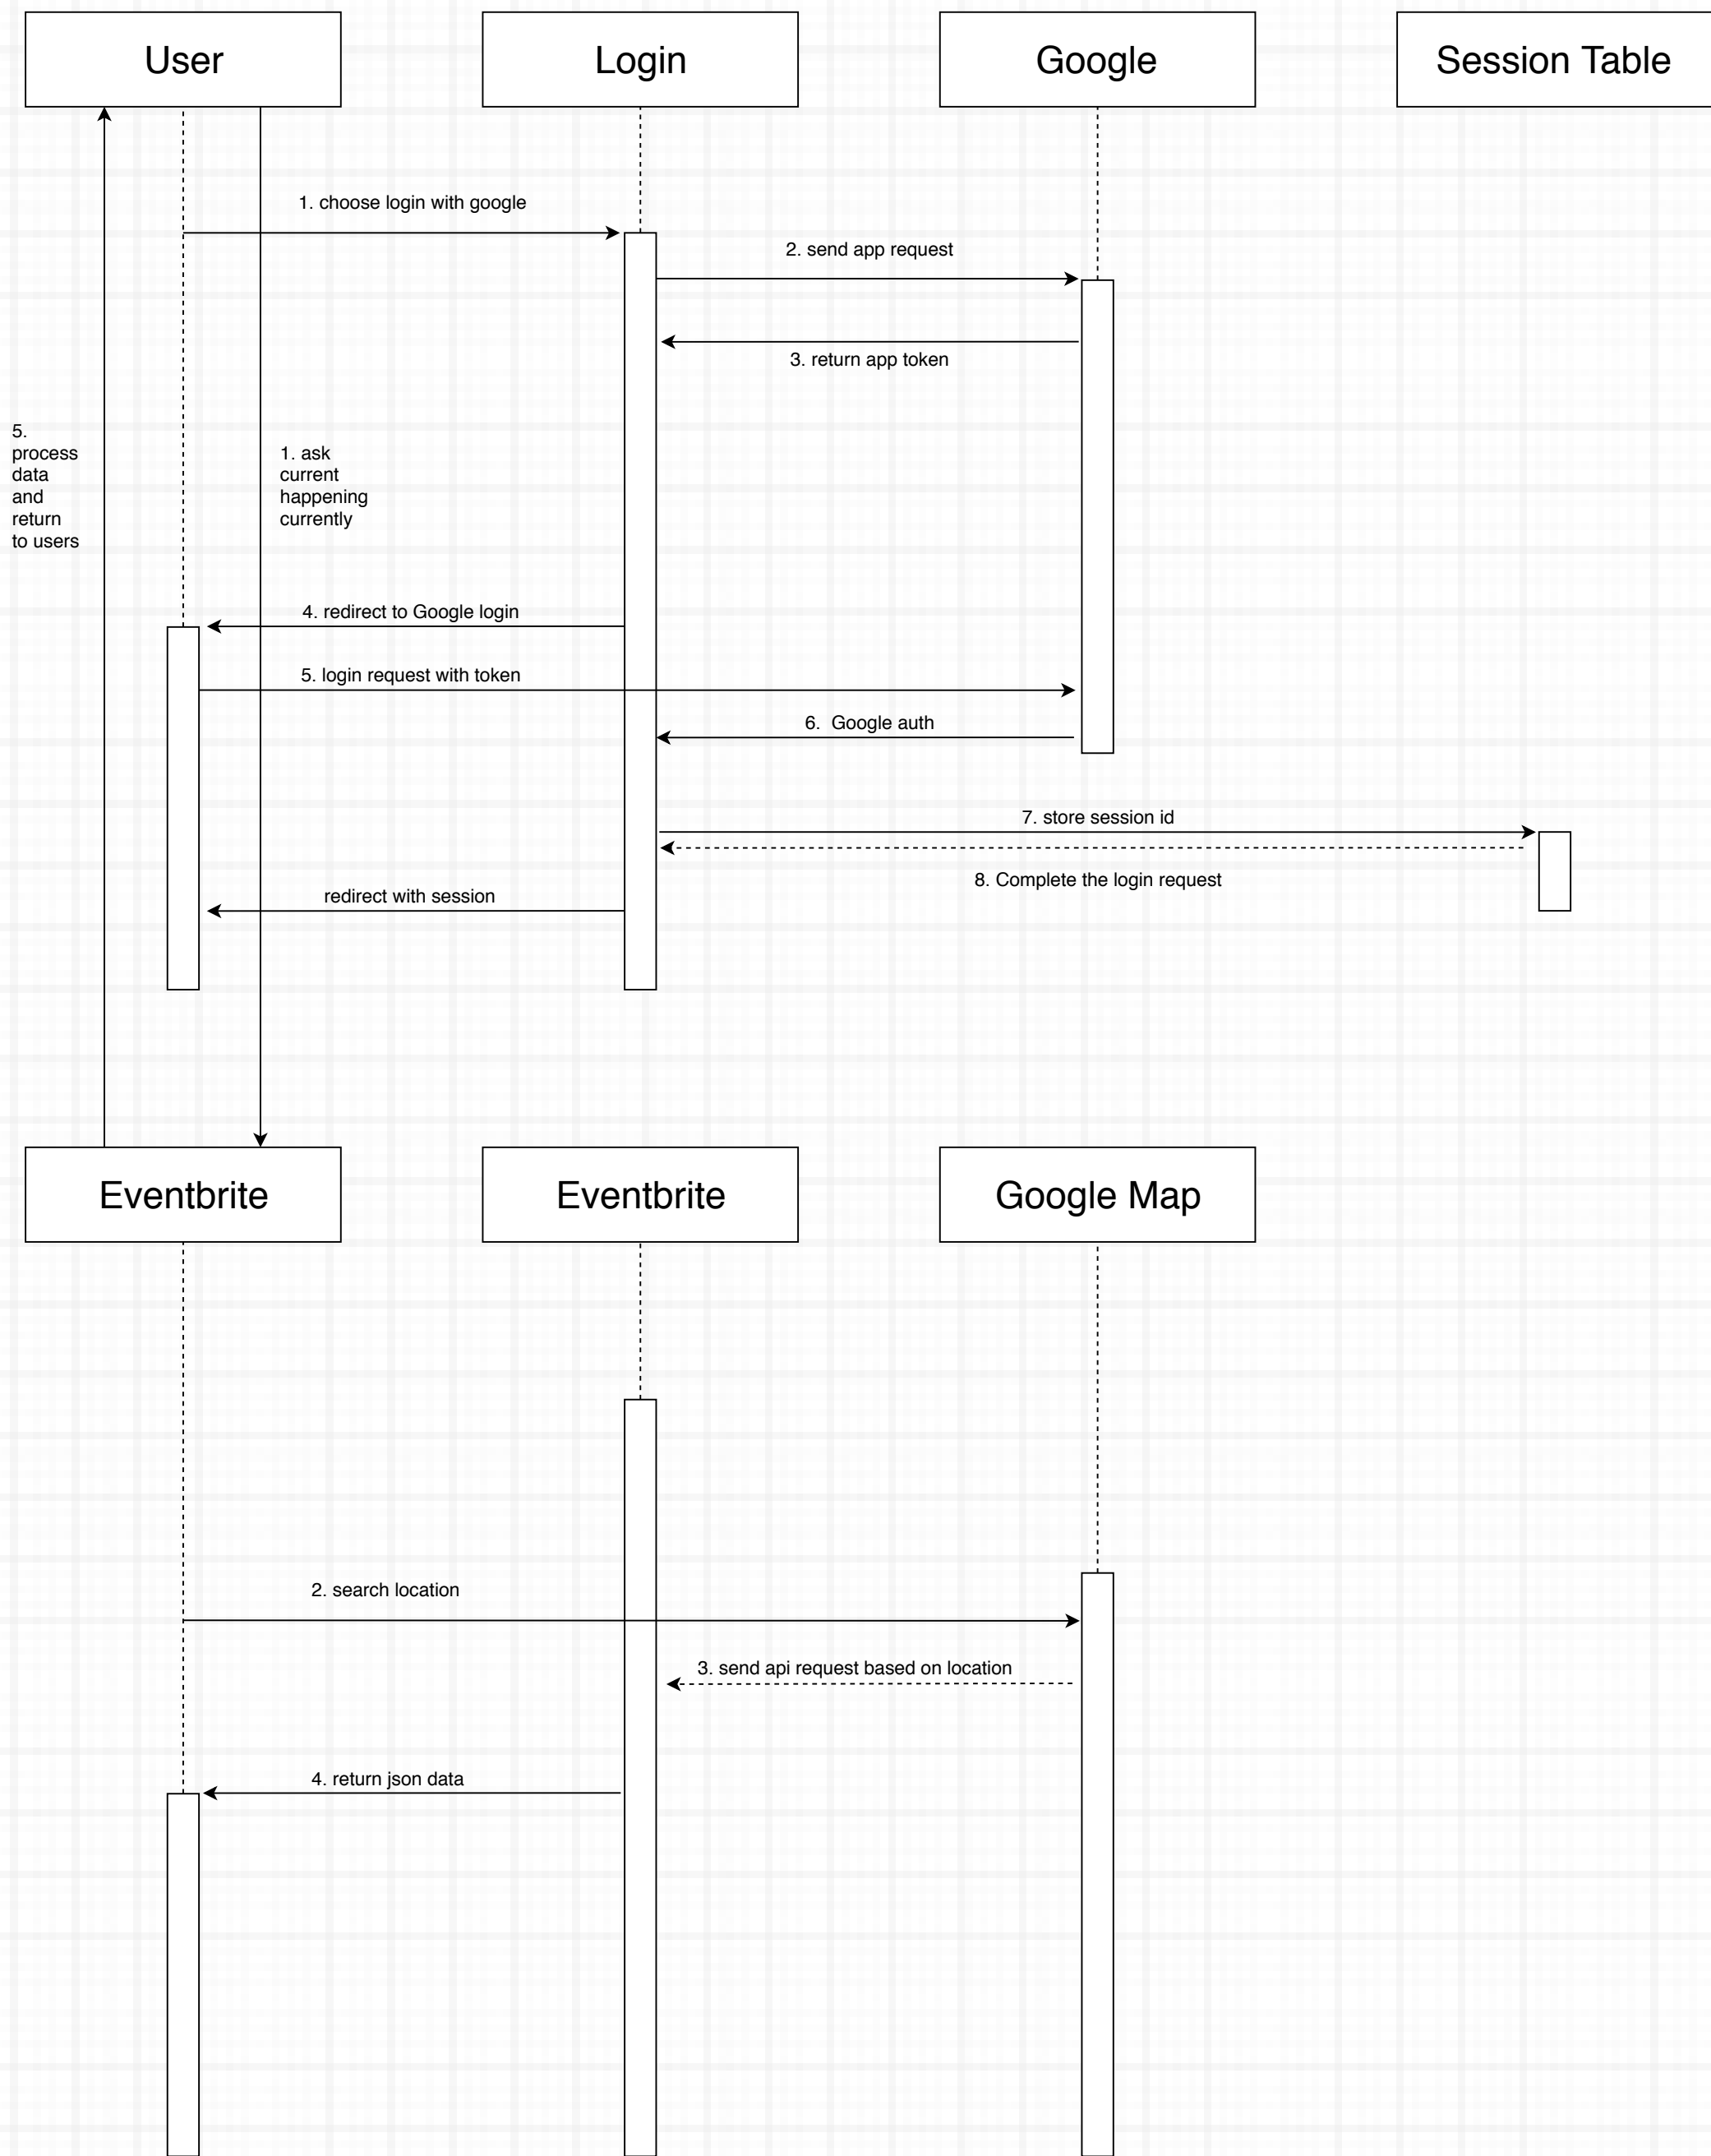 User
Login
Google
Session Table
1. choose login with google
2. send app request
3. return app token
5.
process
data
and
return
to users
1. ask
current
happening
currently
4. redirect to Google login
5. login request with token
6. Google auth
7. store session id
8. Complete the login request
redirect with session
Eventbrite
Eventbrite
Google Map
2. search location
3. send api request based on location
4. return json data